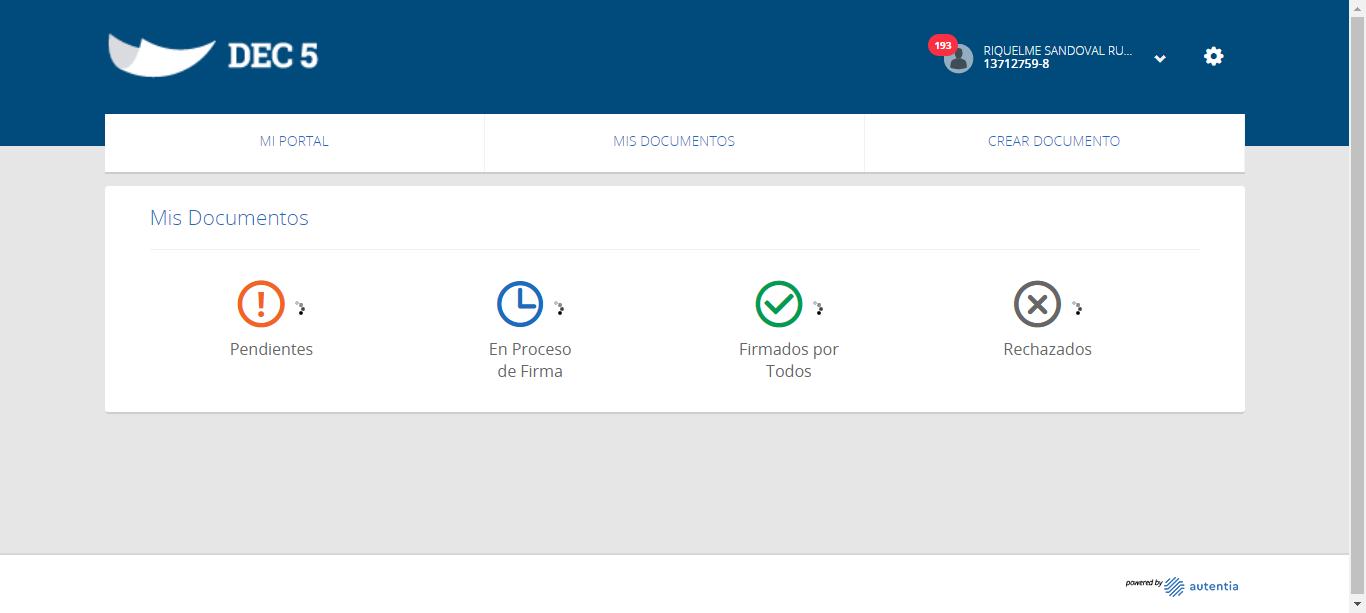 DEC 5
193
RIQUELME SANDOVAL RU...
13712759-8
MI PORTAL
MIS DOCUMENTOS
CREAR DOCUMENTO
Mis Documentos
Pendientes
En Proceso
de Firma
Firmados por
Todos
Rechazados
powered by autentia